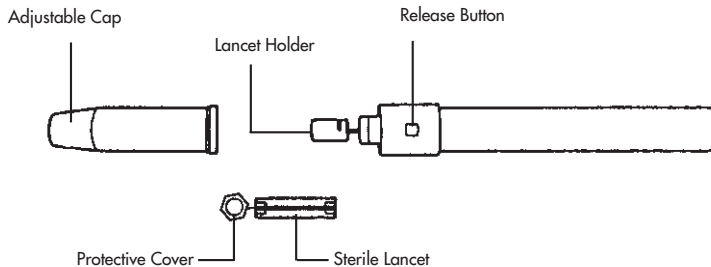 Adjustable Cap
Release Button
Lancet Holder
Protective Cover
Sterile Lancet